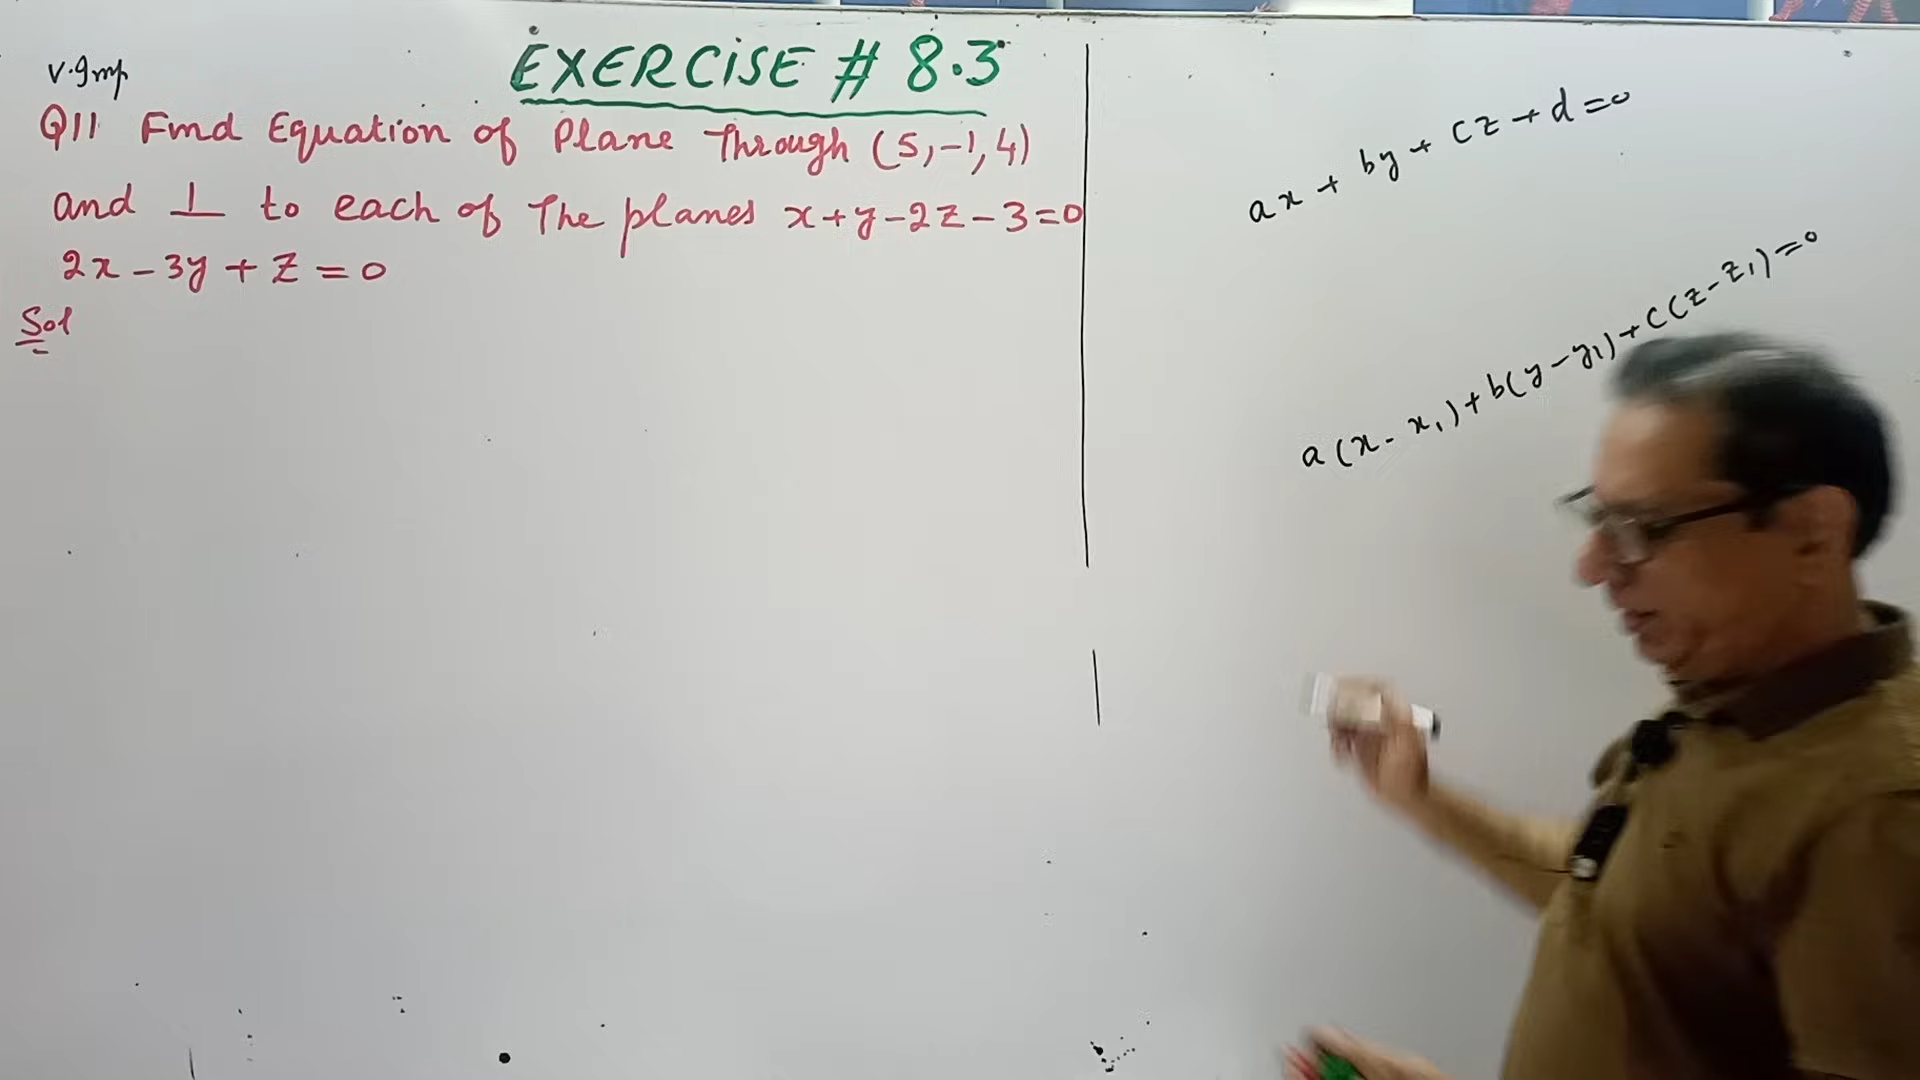 EXERCISE # 8.3
V.Imp
Q11 Find Equation of Plane Through (5,-1,4)
and ⊥ to each of The planes x+y-2z-3=0
2x-3y+z=0
Sol
ax + by + cz + d = 0
a(x-x₁)+b(y-y₁)+c(z-z₁)=0